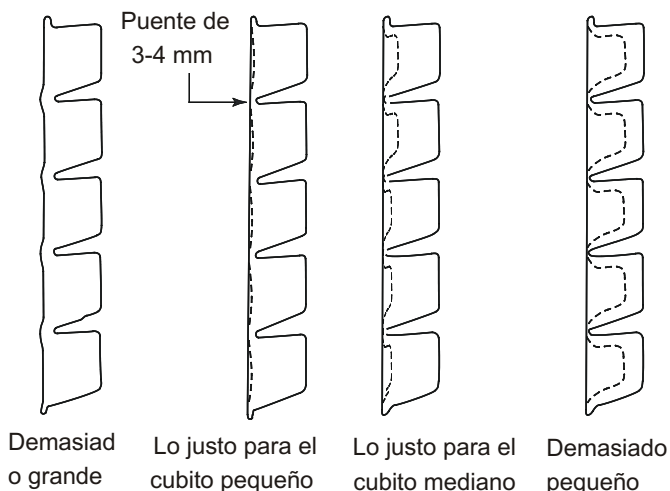 Puente de
3-4 mm
Demasiad
o grande
Lo justo para el
cubito pequeño
Lo justo para el
cubito mediano
Demasiado
pequeño